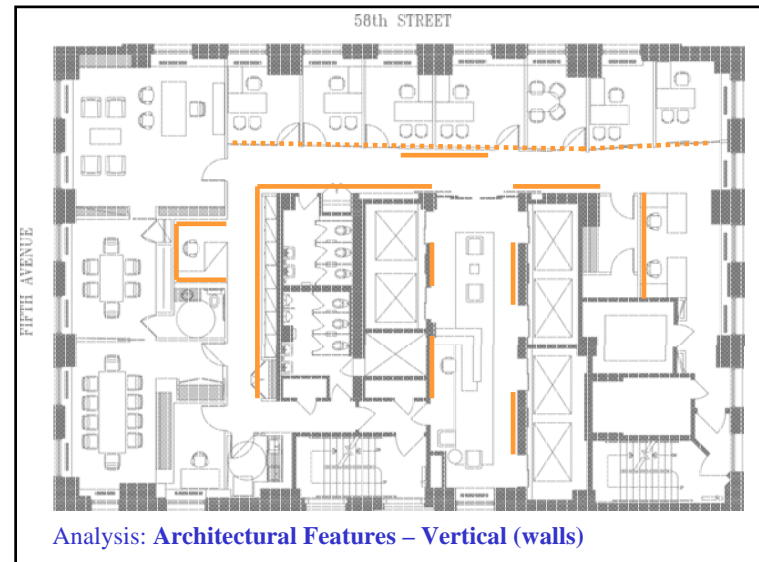 58th STREET
FIFTH AVENUE
Analysis: Architectural Features – Vertical (walls)